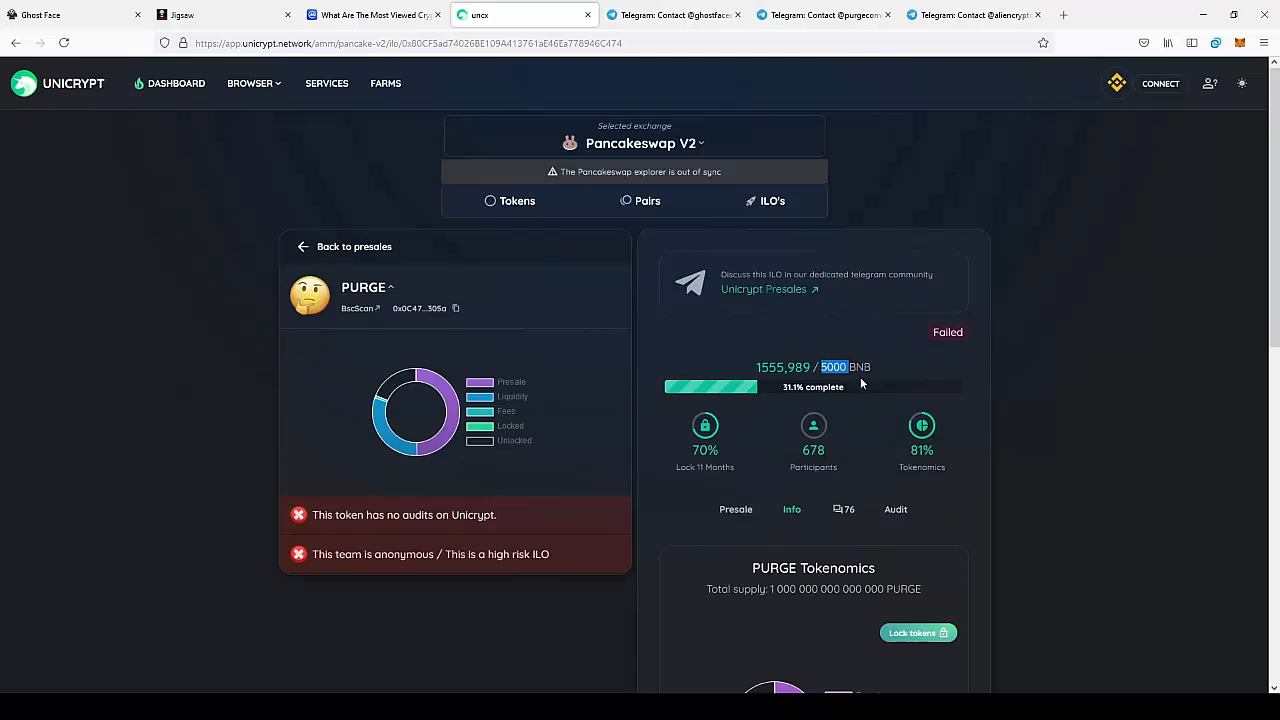 Ghost Face
Jigsaw
What Are The Most Viewed Cryp
uncx
Telegram: Contact @ghostface
Telegram: Contact @purgecom
Telegram: Contact @aliencrypt
https://app.unicrypt.network/amm/pancake-v2/ilo/0x80CF5ad74026BE109A413761
E46E
778946C474
UNICRYPT
DASHBOARD
BROWSER
SERVICES
FARMS
CONNECT
Selected exchange
Pancakeswap V2
The Pancakeswap explorer is out of sync
Tokens
Pairs
ILO's
Back to presales
PURGE
BscScan
0x0C47...305a
Presale
Liquidity
Fees
Locked
Unlocked
This token has no audits on Unicrypt.
This team is anonymous / This is a high risk ILO
Discuss this ILO in our dedicated telegram community
Unicrypt Presales
Failed
1555,989 / 5000 BNB
31.1% complete
70%
Lock 11 Months
678
Participants
81%
Tokenomics
Presale
Info
76
Audit
PURGE Tokenomics
Total supply: 1 000 000 000 000 000 PURGE
Lock tokens